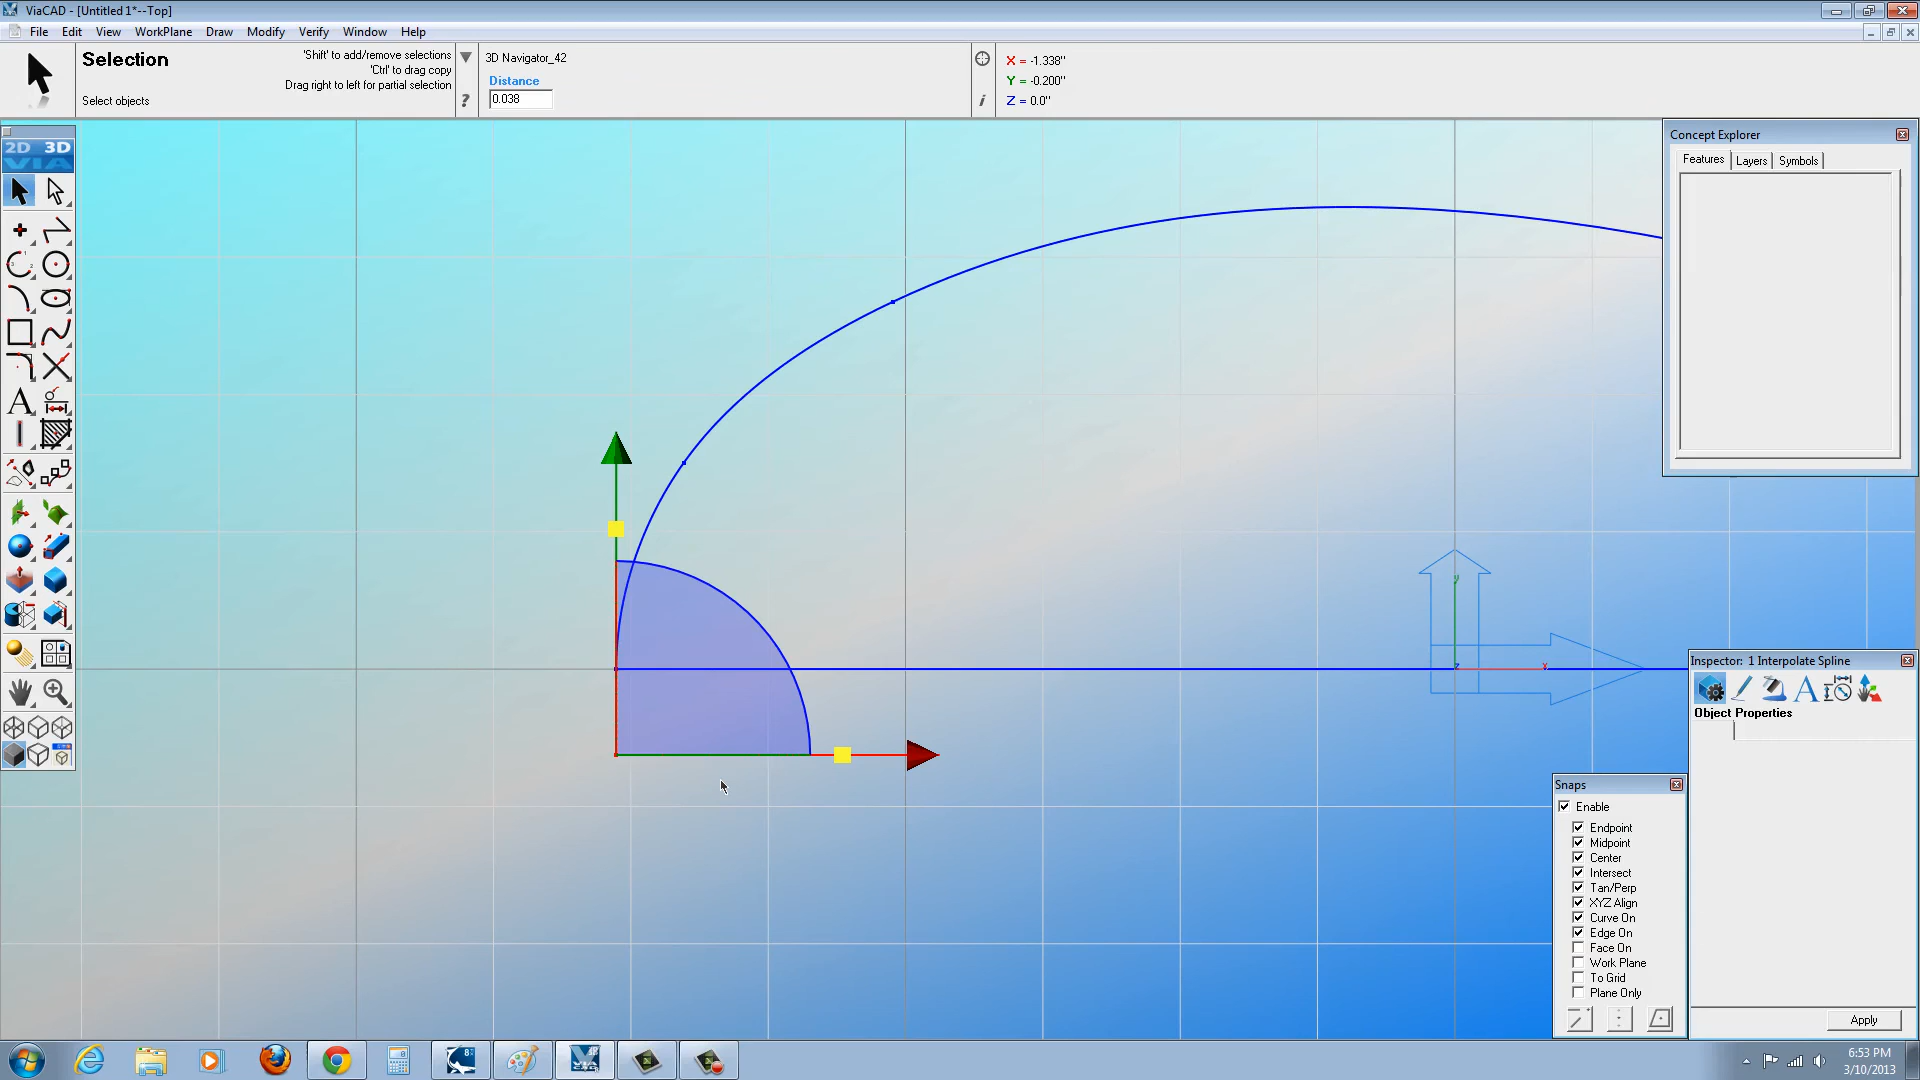 ViaCAD - [Untitled 1*--Top]
File Edit View WorkPlane Draw Modify Verify Window Help
Selection
'Shift' to add/remove selections
'Ctrl' to drag copy
Drag right to left for partial selection
Select objects
?
3D Navigator_42
Distance
0.038
i
X = -1.338"
Y = -0.200"
Z = 0.0"
2D 3D
VIA
A
Concept Explorer
Features Layers Symbols
y
z
x
Inspector: 1 Interpolate Spline
A
Object Properties
Apply
Snaps
Enable
Endpoint
Midpoint
Center
Intersect
Tan/Perp
XYZ Align
Curve On
Edge On
Face On
Work Plane
To Grid
Plane Only
6:53 PM
3/10/2013